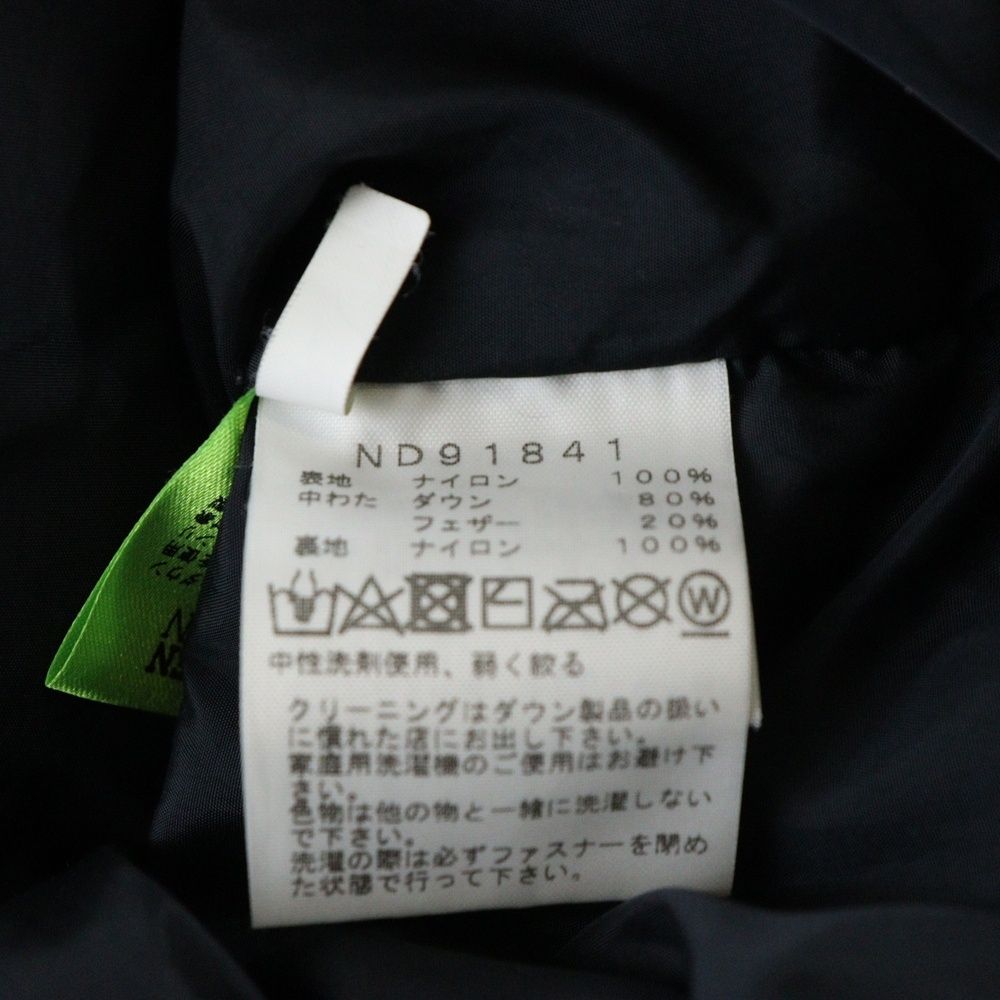 ND91841
表地 ナイロン 100%
中わた ダウン 80%
フェザー 20%
裏地 ナイロン 100%
W
中性洗剤使用、弱く絞る
クリーニングはダウン製品の扱い
に慣れた店にお出し下さい。
家庭用洗濯機のご使用はお避け下
さい。
色物は他の物と一緒に洗濯しない
で下さい。
洗濯の際は必ずファスナーを閉め
た状態で行って下さい。